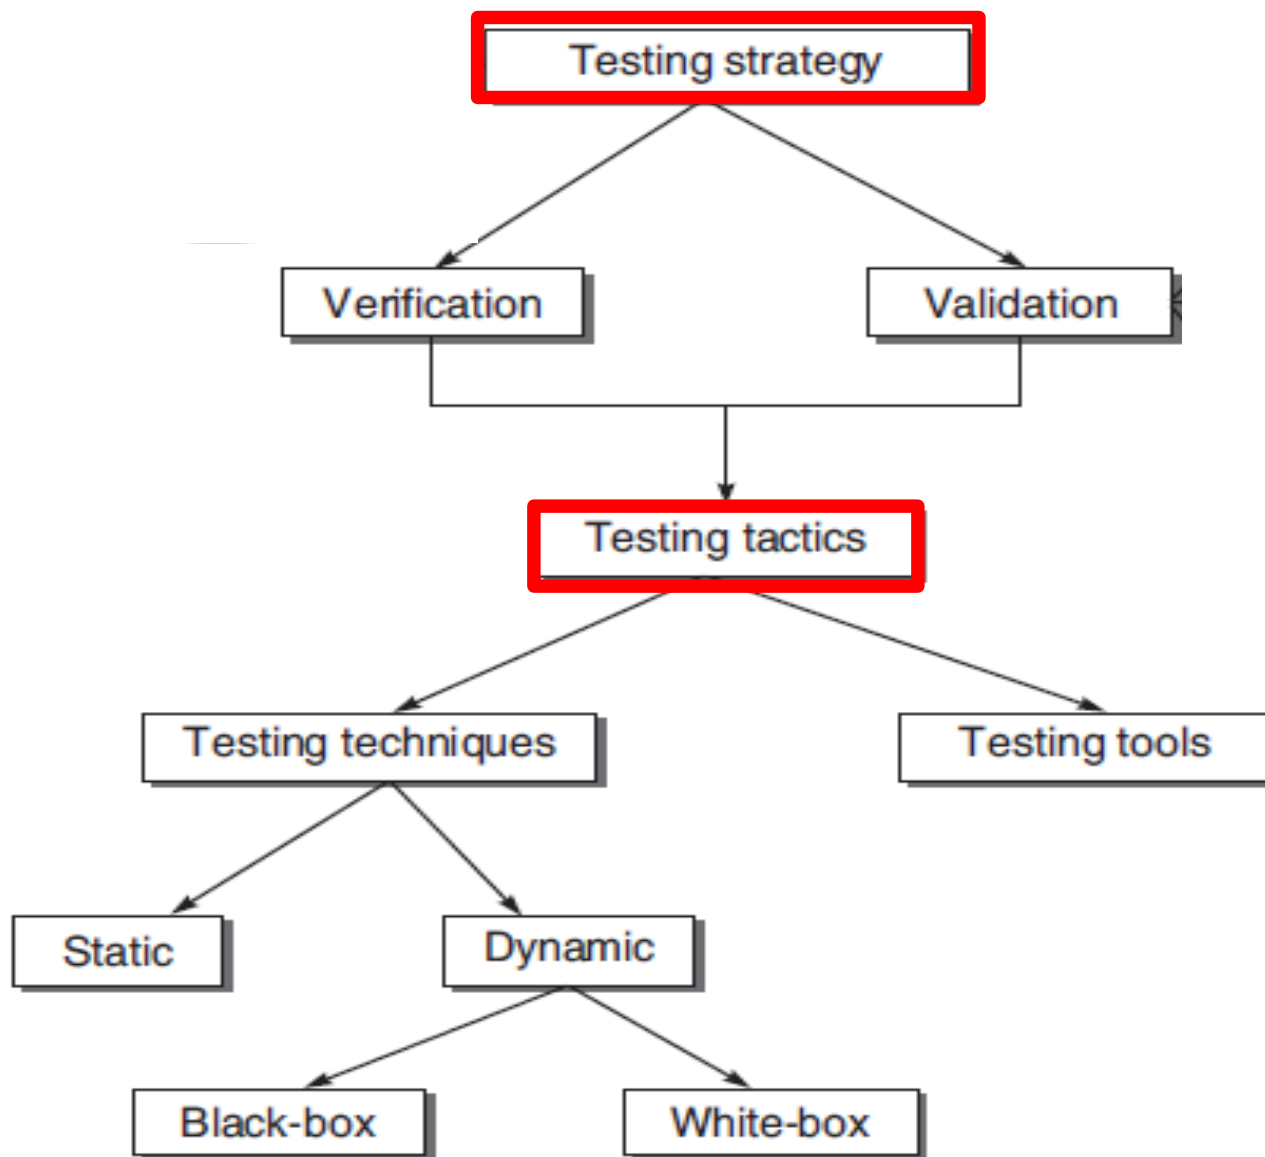 Testing strategy
Verification
Validation
Testing tactics
Testing techniques
Testing tools
Static
Dynamic
Black-box
White-box